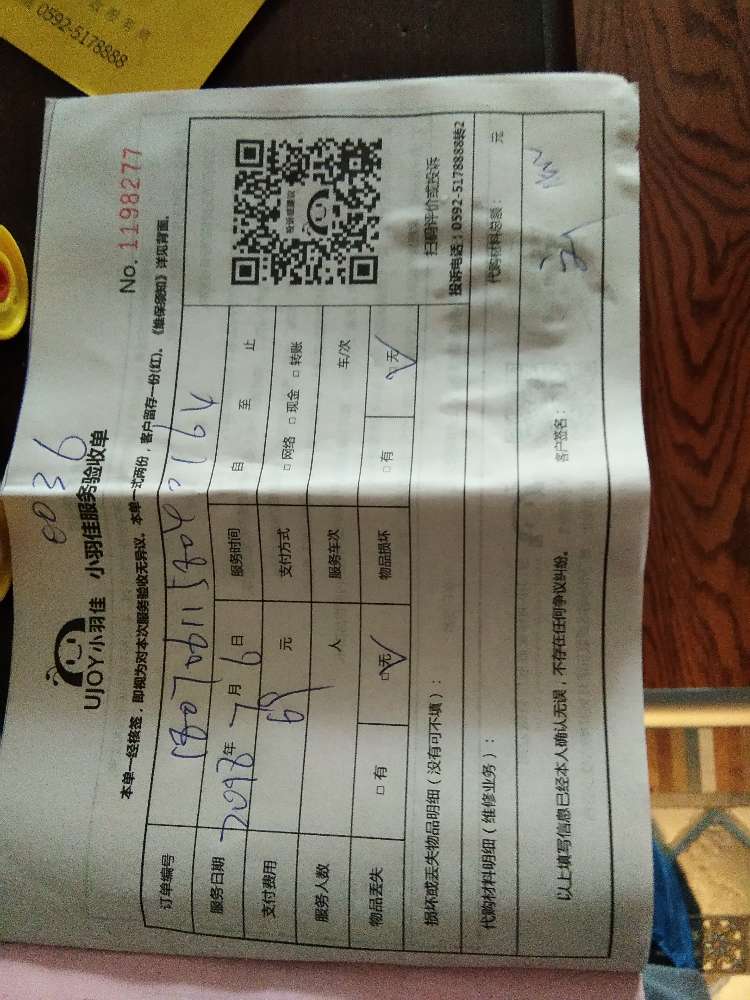 0592-5178888
0036
UJOY小羽佳 小羽佳服务验收单
No. 1198277
本单一经核签，即视为对本次服务验收无异议。本单一式两份，客户留存一份(红)。《维保须知》详见背面。
订单编号
服务日期 年 7月 日 服务时间 自 至 止
支付费用 元 支付方式 □ 网络 □ 现金 □ 转账
服务人数 人 服务车次 车/次
物品丢失 □ 有 □ 无 物品损坏 □ 有 □ 无
扫码评价或投诉
投诉电话：0592-5178888转2
损坏或丢失物品明细（没有可不填）：
代购材料明细（维修业务）： 代购材料总额： 元
以上填写信息已经本人确认无误，不存在任何争议纠纷。 客户签名：